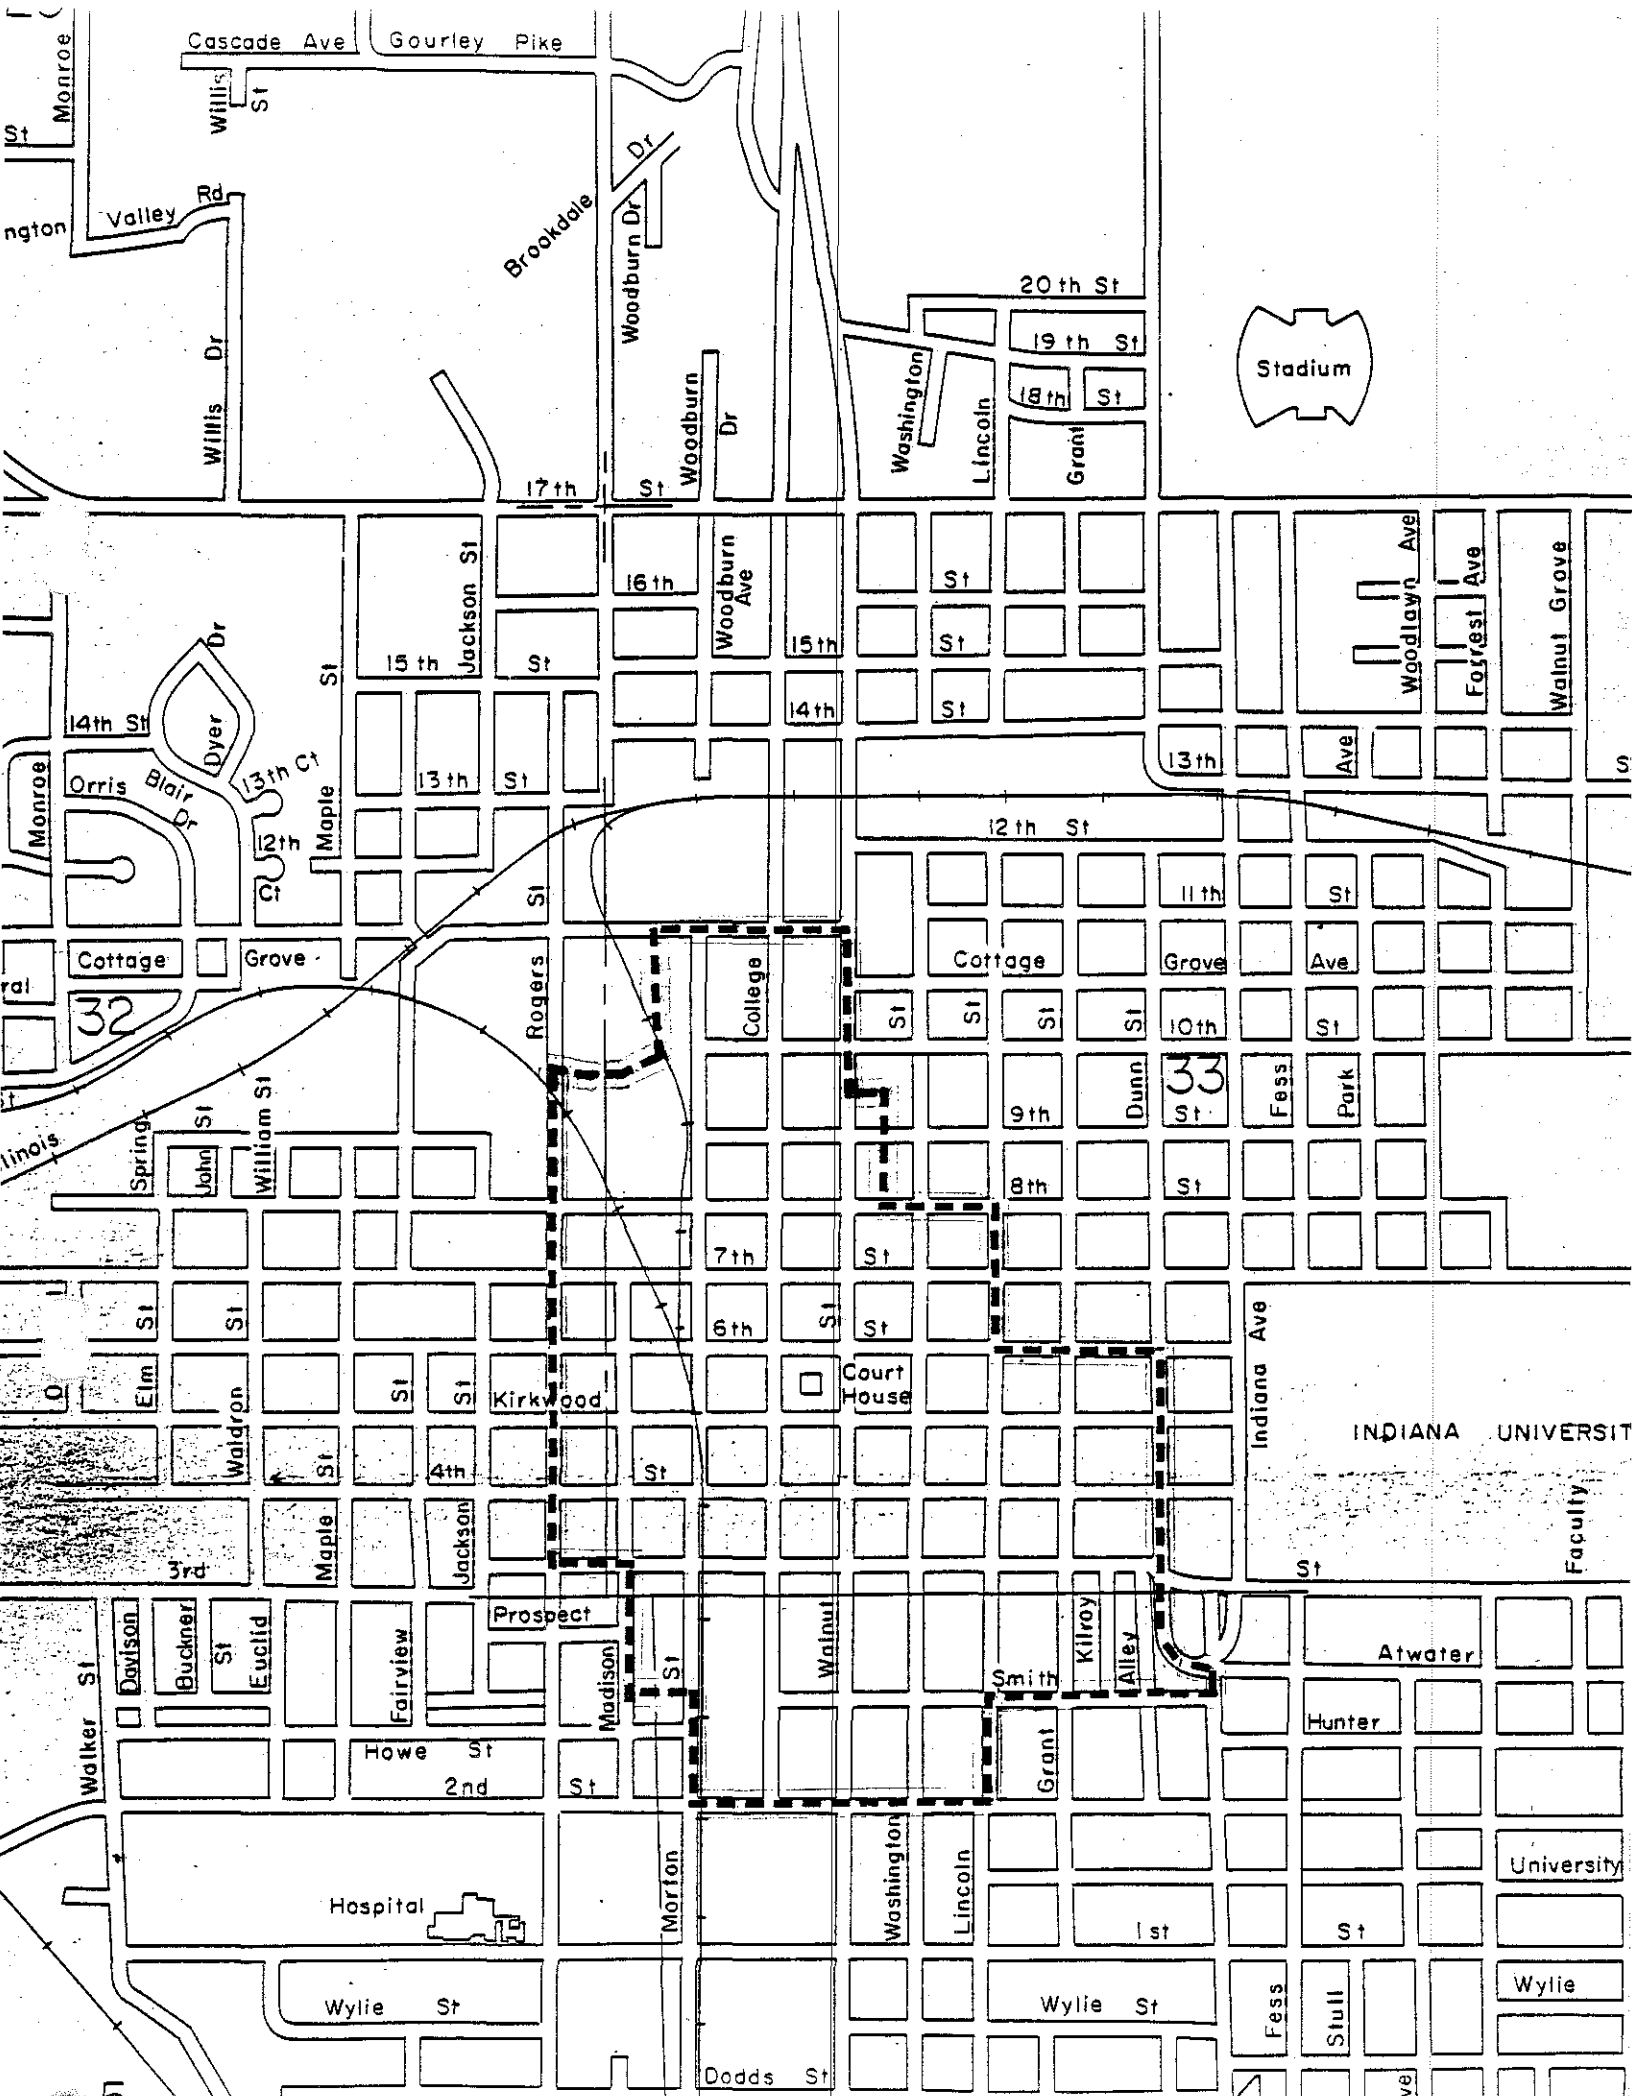 Cascade Ave
Gourley Pike
Monroe
Willis St
St
Dr
Rd
Valley
ngton
Brookdale
Woodburn Dr
20th St
19th St
Stadium
Willis Dr
Woodburn Dr
Washington
Lincoln
18th St
Grant
17th St
Jackson St
16th St
Woodburn Ave
Woodlawn Ave
Forrest Ave
Walnut Grove
Dr
15th St
15th St
St
14th St
14th St
Dyer
13th Ct
13th St
13th
Ave
S
Monroe
Orris
Blair Dr
Maple
12th Ct
12th St
11th St
St
Cottage Grove
Rogers
College
Cottage Grove Ave
ral
32
St
St
St
St
10th St
33
St
Spring
John St
William St
linois
9th St
Dunn
Fess
Park
8th St
7th St
St
St
6th St
St
Indiana Ave
Elm
Waldron
St
St
Kirkwood
Court
House
INDIANA UNIVERSIT
St
4th St
Maple
Jackson
3rd St
Faculty
Prospect
Davison
Buckner
St
Euclid
Fairview
Madison
St
Walnut
Kilroy
Alley
Smith
Atwater
Walker St
Hunter
Howe St
Grant
2nd St
Morton
Washington
Lincoln
University
Hospital
1st St
Wylie St
Wylie St
Fess
Stull
Wylie
Dodds St
ve